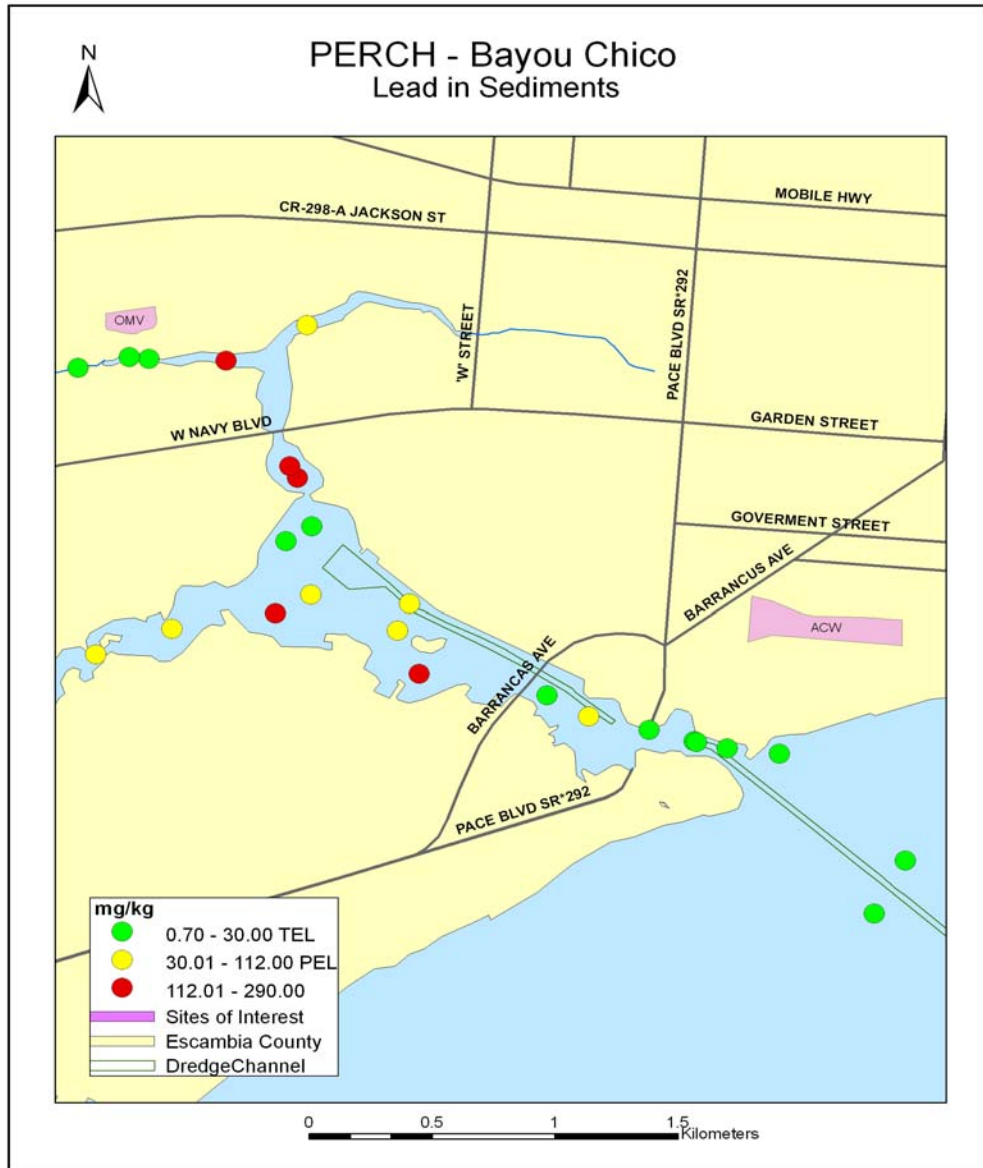 PERCH - Bayou Chico
Lead in Sediments
N
MOBILE HWY
CR-298-A JACKSON ST
'W' STREET
PACE BLVD SR*292
OMV
W NAVY BLVD
GARDEN STREET
GOVERMENT STREET
BARRANCUS AVE
ACW
BARRANCAS AVE
PACE BLVD SR*292
mg/kg
0.70 - 30.00 TEL
30.01 - 112.00 PEL
112.01 - 290.00
Sites of Interest
Escambia County
DredgeChannel
0 0.5 1 1.5
Kilometers